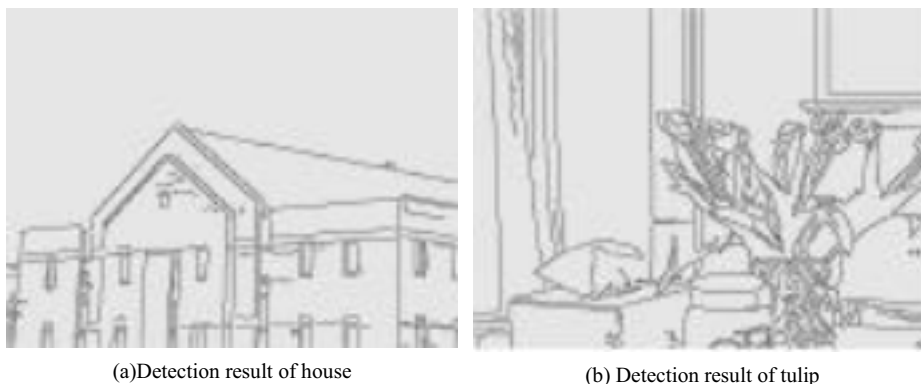 (a)Detection result of house
(b) Detection result of tulip